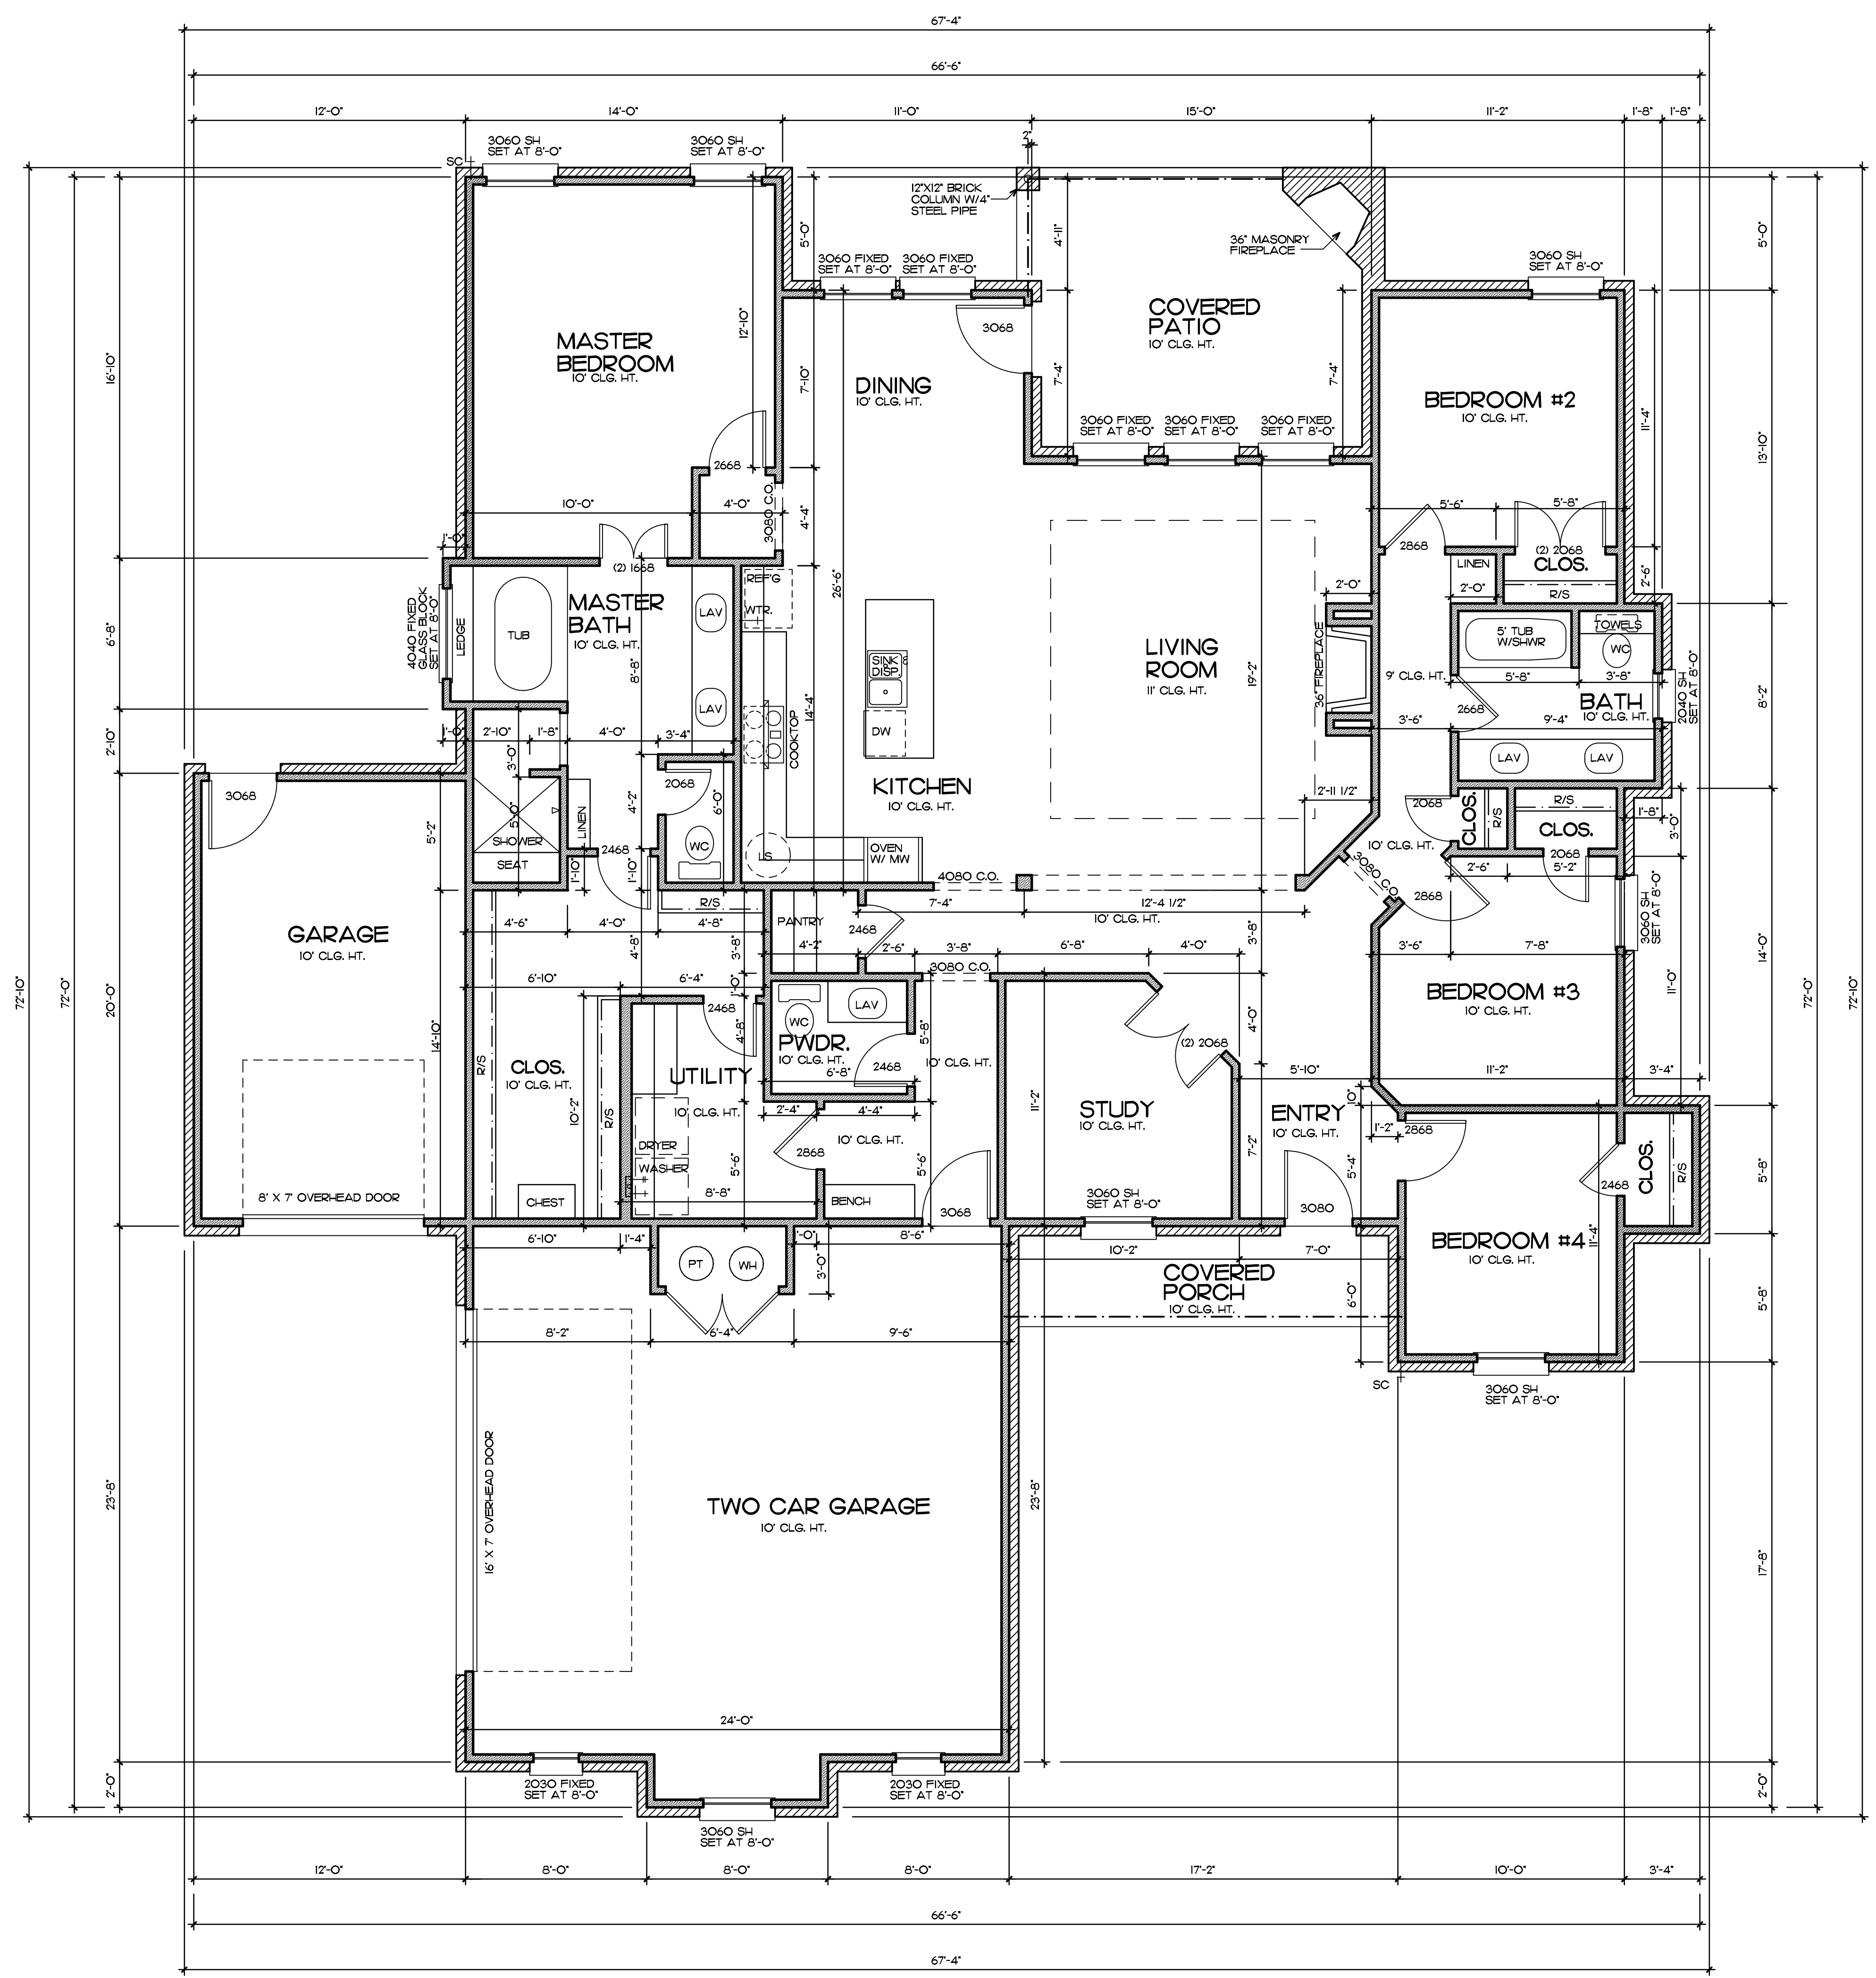 67'-4"
66'-6"
12'-0"
14'-0"
11'-0"
15'-0"
11'-2"
1'-8"
1'-8"
2"
3060 SH
SET AT 8'-0"
3060 SH
SET AT 8'-0"
SC
12"X12" BRICK
COLUMN W/4"
STEEL PIPE
36" MASONRY
FIREPLACE
5'-0"
4'-11"
5'-0"
3060 FIXED
SET AT 8'-0"
3060 FIXED
SET AT 8'-0"
3060 SH
SET AT 8'-0"
COVERED
PATIO
10' CLG. HT.
3068
12'-10"
MASTER
BEDROOM
10' CLG. HT.
16'-10"
7'-10"
DINING
10' CLG. HT.
7'-4"
7'-4"
BEDROOM #2
10' CLG. HT.
11'-4"
13'-10"
3060 FIXED
SET AT 8'-0"
3060 FIXED
SET AT 8'-0"
3060 FIXED
SET AT 8'-0"
2668
10'-0"
4'-0"
3080 C.O.
4'-4"
5'-6"
5'-8"
1'-0"
(2) 1668
2868
(2) 2068
CLOS.
LINEN
2'-0"
R/S
2'-6"
REF'G
WTR.
26'-6"
2'-0"
4040 FIXED
GLASS BLOCK
SET AT 8'-0"
LEDGE
TUB
MASTER
BATH
10' CLG. HT.
8'-8"
LAV
LAV
6'-8"
SINK
DISP.
DW
LIVING
ROOM
11' CLG. HT.
19'-2"
36" FIREPLACE
5' TUB
W/SHWR
TOWELS
WC
9' CLG. HT.
5'-8"
3'-8"
2668
BATH
10' CLG. HT.
2040 SH
SET AT 8'-0"
8'-2"
3'-6"
9'-4"
LAV
LAV
2'-10"
1'-0"
2'-10"
1'-8"
4'-0"
3'-4"
3'-0"
COOKTOP
14'-4"
KITCHEN
10' CLG. HT.
2'-11 1/2"
3068
2068
4'-2"
6'-0"
5'-0"
SHOWER
SEAT
LINEN
2468
WC
LS
OVEN
W/ MW
5'-2"
1'-10"
1'-10"
2068
CLOS.
R/S
R/S
CLOS.
1'-8"
3'-0"
10' CLG. HT.
3080 C.O.
2068
2'-6"
5'-2"
2868
4080 C.O.
7'-4"
12'-4 1/2"
10' CLG. HT.
R/S
GARAGE
10' CLG. HT.
4'-6"
4'-0"
4'-8"
4'-8"
3'-8"
PANTRY
2468
4'-2"
2'-6"
3'-8"
6'-8"
4'-0"
3'-8"
3'-6"
7'-8"
3060 SH
SET AT 8'-0"
14'-0"
11'-0"
3080 C.O.
6'-10"
6'-4"
1'-0"
2468
4'-8"
WC
LAV
PWDR.
10' CLG. HT.
5'-8"
2468
6'-8"
10' CLG. HT.
BEDROOM #3
10' CLG. HT.
4'-0"
(2) 2068
72'-10"
72'-0"
20'-0"
14'-10"
R/S
CLOS.
10' CLG. HT.
10'-2"
R/S
UTILITY
10' CLG. HT.
2'-4"
4'-4"
11'-2"
STUDY
10' CLG. HT.
ENTRY
10' CLG. HT.
5'-10"
11'-2"
3'-4"
10"
1'-2"
2868
72'-0"
72'-10"
DRYER
WASHER
2868
10' CLG. HT.
5'-6"
5'-6"
8'-8"
BENCH
3068
7'-2"
5'-4"
CLOS.
R/S
2468
5'-8"
8' X 7' OVERHEAD DOOR
CHEST
3060 SH
SET AT 8'-0"
3080
6'-10"
1'-4"
1'-0"
8'-6"
10'-2"
7'-0"
BEDROOM #4
10' CLG. HT.
11'-4"
PT
WH
3'-0"
COVERED
PORCH
10' CLG. HT.
6'-0"
5'-8"
8'-2"
6'-4"
9'-6"
SC
3060 SH
SET AT 8'-0"
23'-8"
16' X 7' OVERHEAD DOOR
TWO CAR GARAGE
10' CLG. HT.
23'-8"
17'-8"
24'-0"
2'-0"
2030 FIXED
SET AT 8'-0"
2030 FIXED
SET AT 8'-0"
2'-0"
3060 SH
SET AT 8'-0"
12'-0"
8'-0"
8'-0"
8'-0"
17'-2"
10'-0"
3'-4"
66'-6"
67'-4"